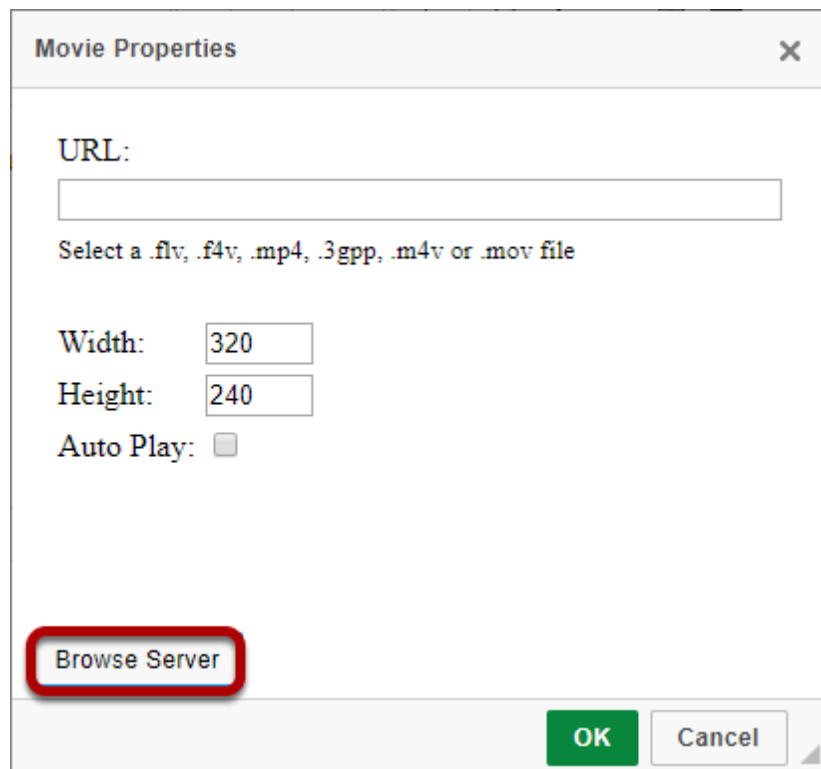 Movie Properties
URL:
Select a .flv, .f4v, .mp4, .3gpp, .m4v or .mov file
Width: 320
Height: 240
Auto Play:
Browse Server
OK Cancel